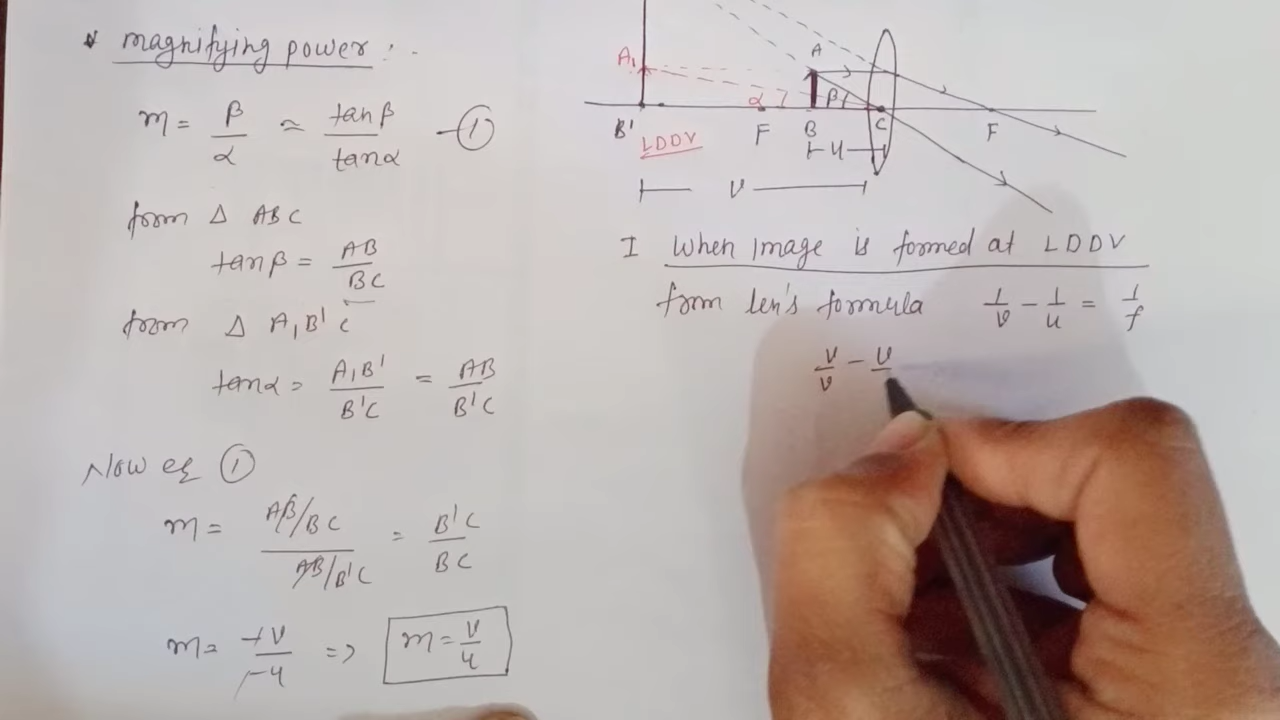 * magnifying power :-
m = β/α ≈ tanβ/tanα —①
form Δ ABC
tanβ = AB/BC
from Δ A₁B'C
tanα = A₁B'/B'C = AB/B'C
Now eq ①
m = (AB/BC)/(AB/B'C) = B'C/BC
m = +v/-u => m = v/u
A₁
A
α
β
B'
LDDV
F
B
C
F
u
v
I When Image is formed at LDDV
from len's formula 1/v - 1/u = 1/f
v/v - v